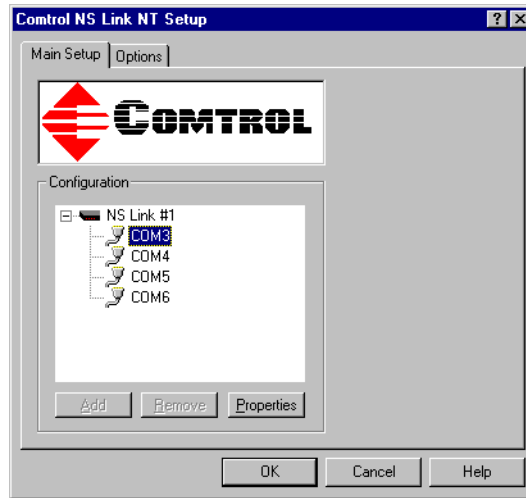 Comtrol NS Link NT Setup
Main Setup
Options
COMTROL
Configuration
NS Link #1
COM3
COM4
COM5
COM6
Add
Remove
Properties
OK
Cancel
Help